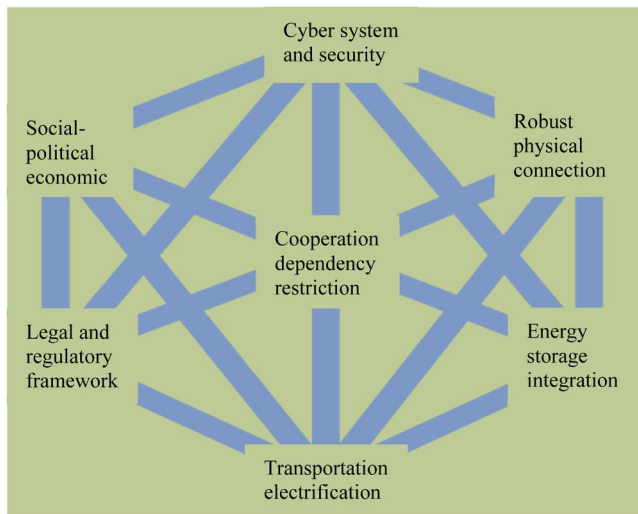 Cyber system
and security
Social-
political
economic
Robust
physical
connection
Cooperation
dependency
restriction
Legal and
regulatory
framework
Energy
storage
integration
Transportation
electrification